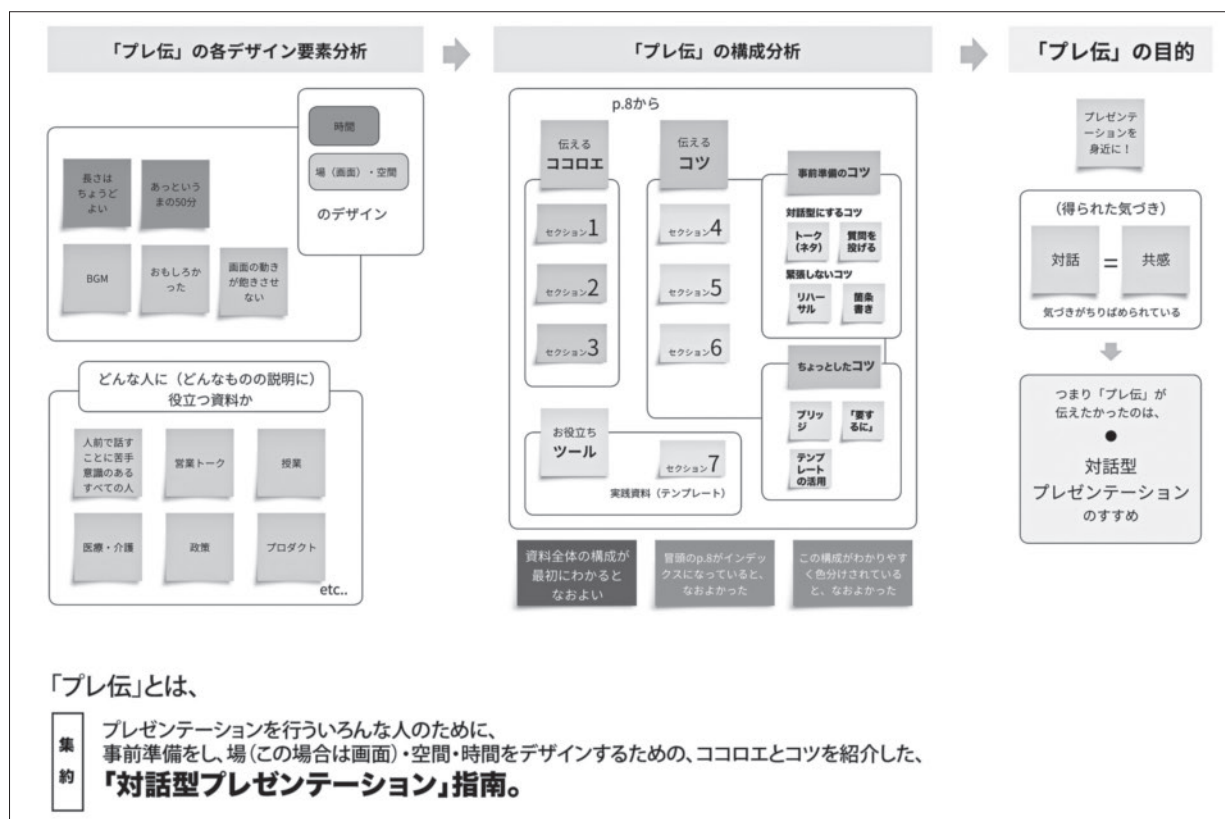 「プレ伝」の各デザイン要素分析
時間
場（画面）・空間
のデザイン
長さは
ちょうど
よい
あっという
まの50分
BGM
おもしろか
った
画面の動き
が飽きさせ
ない
どんな人に（どんなものの説明に）
役立つ資料か
人前で話す
ことに苦手
意識のある
すべての人
営業トーク
授業
医療・介護
政策
プロダクト
etc..
「プレ伝」の構成分析
p.8から
伝える
ココロエ
セクション1
セクション2
セクション3
伝える
コツ
セクション4
セクション5
セクション6
事前準備のコツ
対話型にするコツ
トーク
（ネタ）
質問を
投げる
緊張しないコツ
リハー
サル
箇条
書き
ちょっとしたコツ
ブリッ
ジ
「要す
るに」
テンプ
レート
の活用
お役立ち
ツール
セクション7
実践資料（テンプレート）
資料全体の構成が
最初にわかると
なおよい
冒頭のp.8がインデッ
クスになっていると、
なおよかった
この構成がわかりやす
く色分けされている
と、なおよかった
「プレ伝」の目的
プレゼンテ
ーションを
身近に！
（得られた気づき）
対話
=
共感
気づきがちりばめられている
つまり「プレ伝」が
伝えたかったのは、
●
対話型
プレゼンテーション
のすすめ
「プレ伝」とは、
集約
プレゼンテーションを行ういろんな人のために、
事前準備をし、場（この場合は画面）・空間・時間をデザインするための、ココロエとコツを紹介した、
「対話型プレゼンテーション」指南。